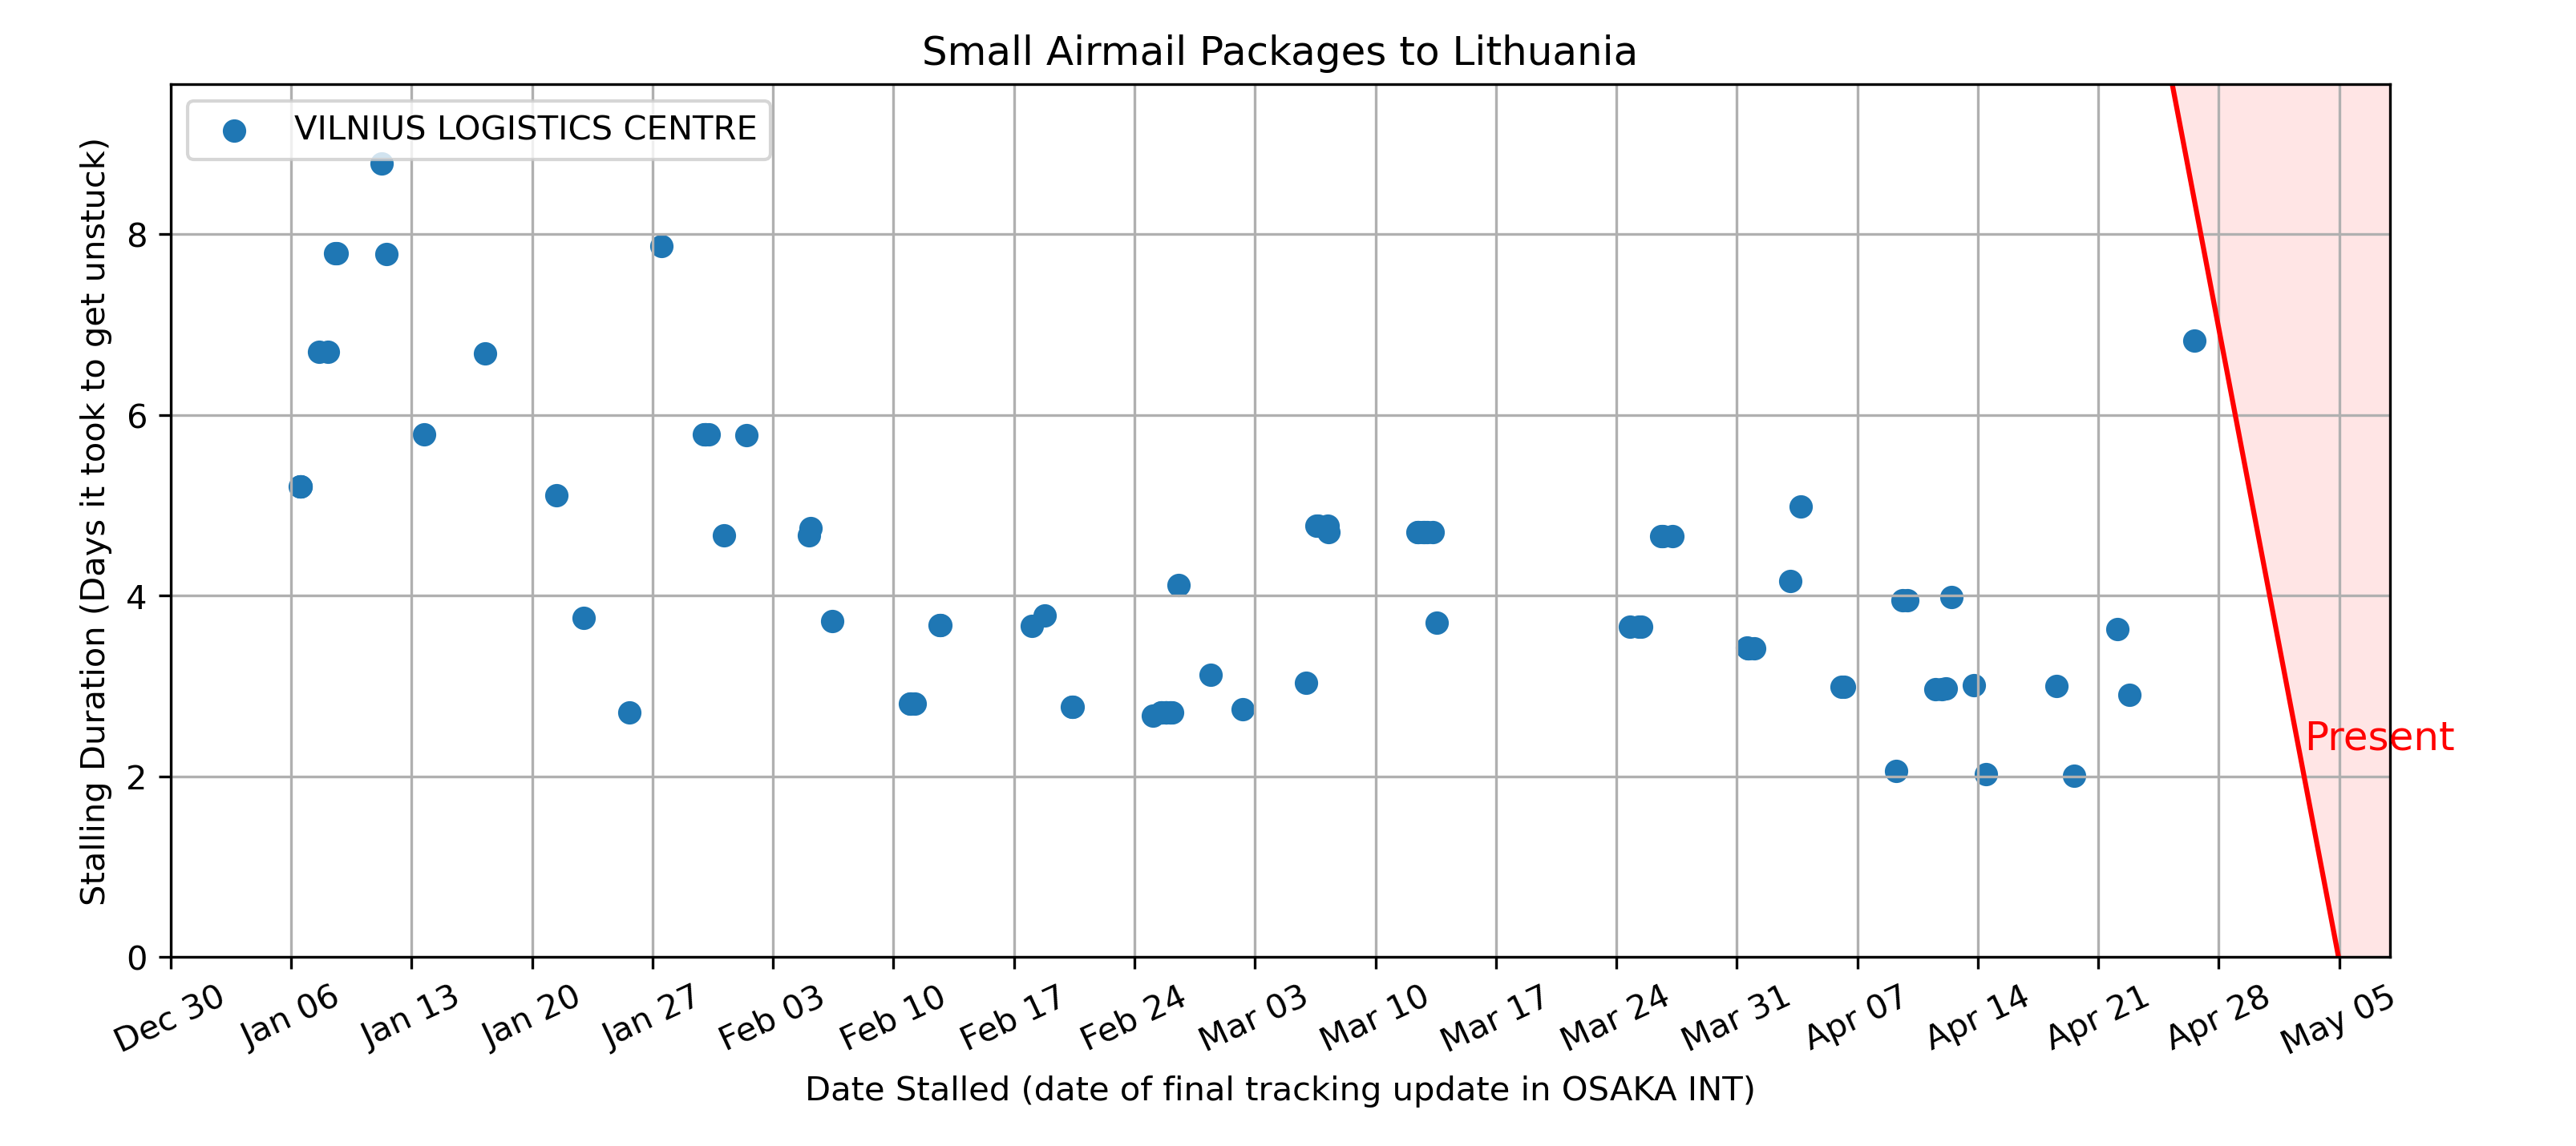 Small Airmail Packages to Lithuania
VILNIUS LOGISTICS CENTRE
Stalling Duration (Days it took to get unstuck)
8
6
4
2
0
Present
Dec 30
Jan 06
Jan 13
Jan 20
Jan 27
Feb 03
Feb 10
Feb 17
Feb 24
Mar 03
Mar 10
Mar 17
Mar 24
Mar 31
Apr 07
Apr 14
Apr 21
Apr 28
May 05
Date Stalled (date of final tracking update in OSAKA INT)